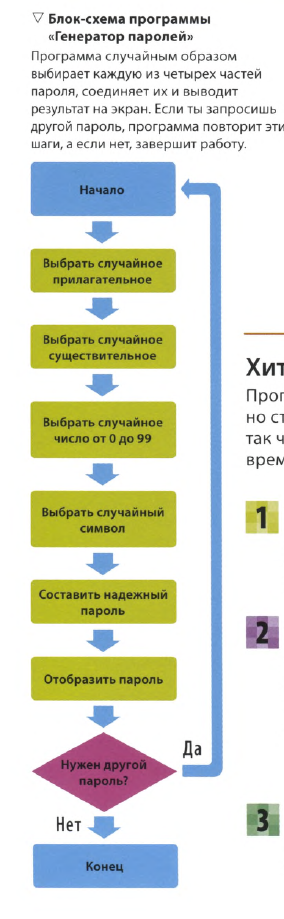 ▽ Блок-схема программы
«Генератор паролей»
Программа случайным образом
выбирает каждую из четырех частей
пароля, соединяет их и выводит
результат на экран. Если ты запросишь
другой пароль, программа повторит эти
шаги, а если нет, завершит работу.
Начало
Выбрать случайное
прилагательное
Выбрать случайное
существительное
Выбрать случайное
число от 0 до 99
Выбрать случайный
символ
Составить надежный
пароль
Отобразить пароль
Нужен другой
пароль?
Да
Нет
Конец
Хит
Прог
но ст
так ч
врем
1
2
3